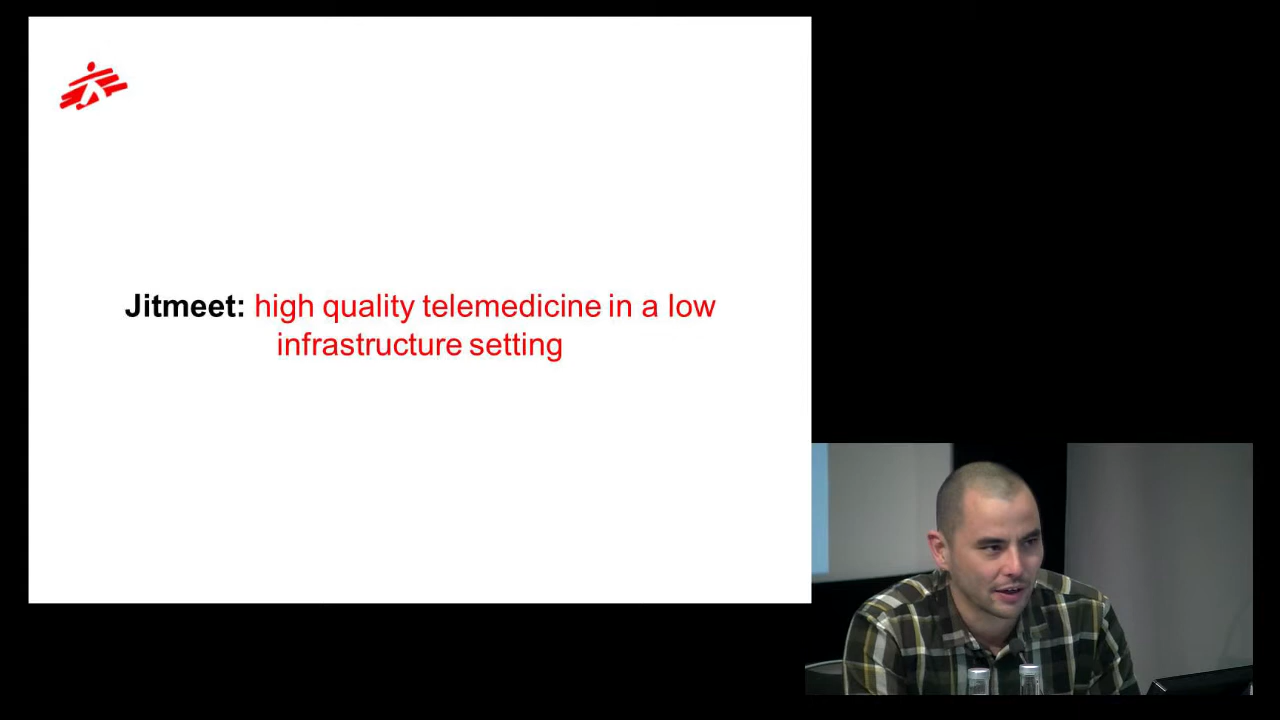 Jitmeet: high quality telemedicine in a low
infrastructure setting